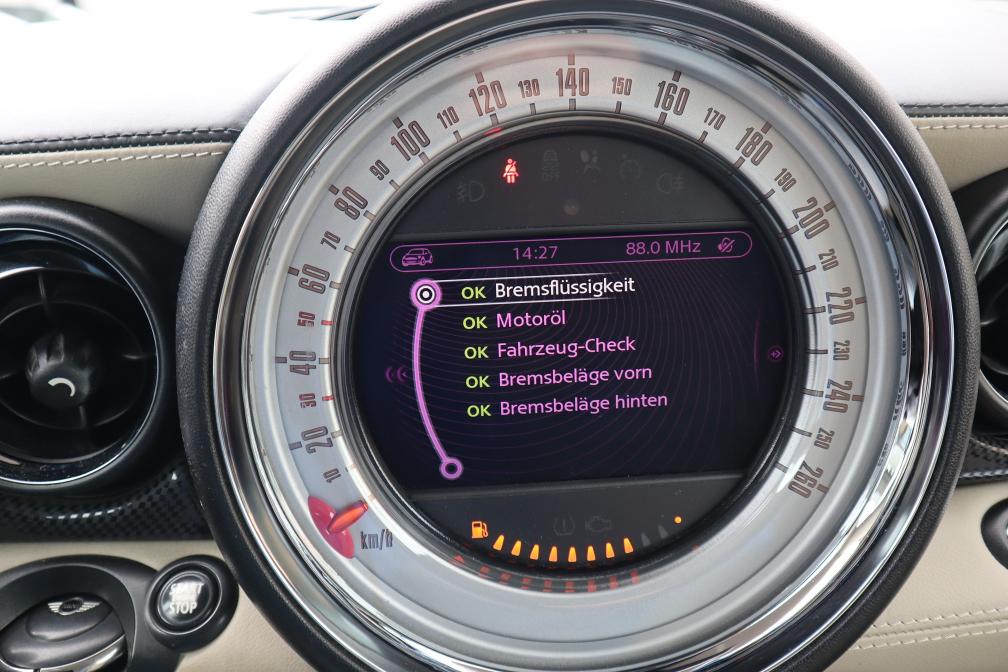 10
20
30
40
50
60
70
80
90
100
110
120
130
140
150
160
170
180
190
200
210
220
230
240
250
260
km/h
14:27 88.0 MHz
OK Bremsflüssigkeit
OK Motoröl
OK Fahrzeug-Check
OK Bremsbeläge vorn
OK Bremsbeläge hinten
START
STOP